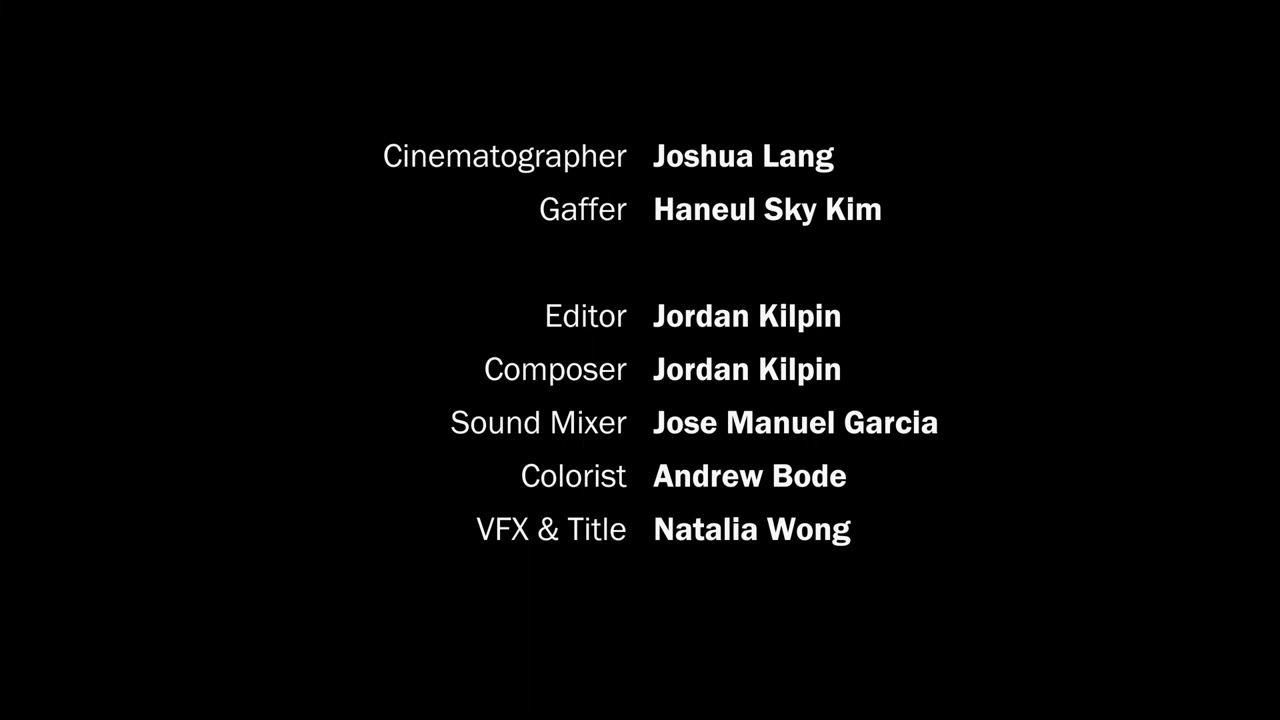 Cinematographer Joshua Lang
Gaffer Haneul Sky Kim
Editor Jordan Kilpin
Composer Jordan Kilpin
Sound Mixer Jose Manuel Garcia
Colorist Andrew Bode
VFX & Title Natalia Wong